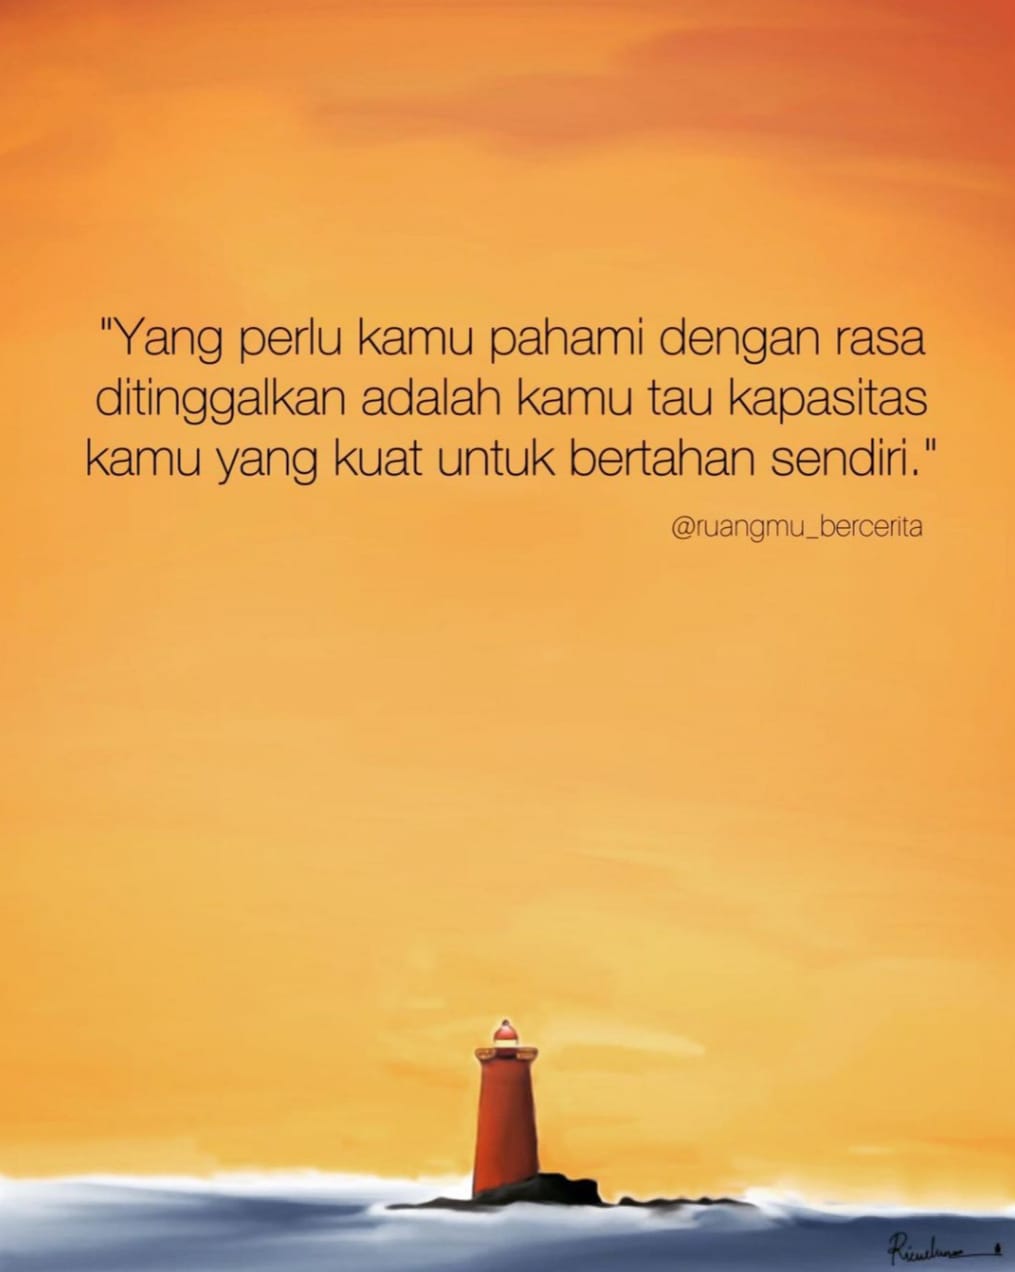 "Yang perlu kamu pahami dengan rasa
ditinggalkan adalah kamu tau kapasitas
kamu yang kuat untuk bertahan sendiri."
@ruangmu_bercerita